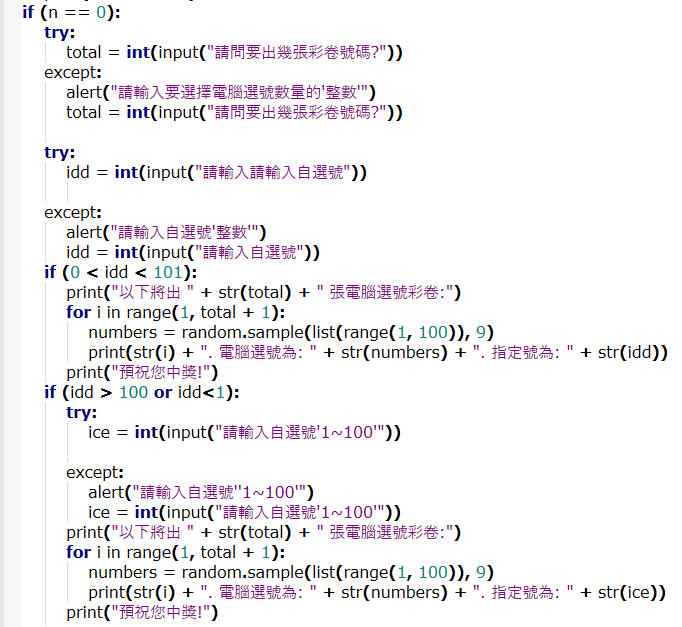 if (n == 0):
try:
total = int(input("請問要出幾張彩卷號碼?"))
except:
alert("請輸入要選擇電腦選號數量的'整數'")
total = int(input("請問要出幾張彩卷號碼?"))
try:
idd = int(input("請輸入請輸入自選號"))
except:
alert("請輸入自選號'整數'")
idd = int(input("請輸入自選號"))
if (0 < idd < 101):
print("以下將出 " + str(total) + " 張電腦選號彩卷:")
for i in range(1, total + 1):
numbers = random.sample(list(range(1, 100)), 9)
print(str(i) + ". 電腦選號為: " + str(numbers) + ". 指定號為: " + str(idd))
print("預祝您中獎!")
if (idd > 100 or idd<1):
try:
ice = int(input("請輸入自選號'1~100'"))
except:
alert("請輸入自選號''1~100'")
ice = int(input("請輸入自選號'1~100'"))
print("以下將出 " + str(total) + " 張電腦選號彩卷:")
for i in range(1, total + 1):
numbers = random.sample(list(range(1, 100)), 9)
print(str(i) + ". 電腦選號為: " + str(numbers) + ". 指定號為: " + str(ice))
print("預祝您中獎!")